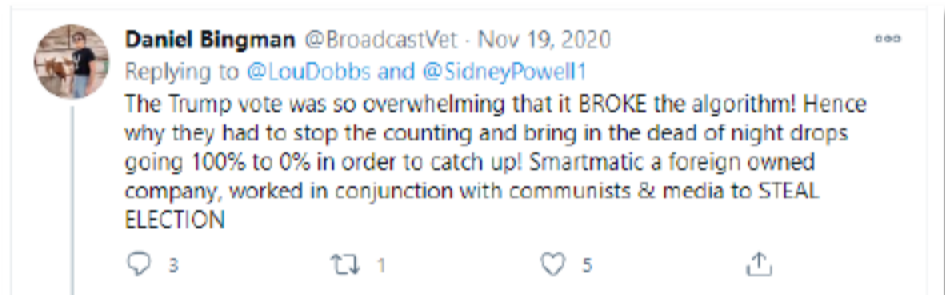 Daniel Bingman @BroadcastVet · Nov 19, 2020
Replying to @LouDobbs and @SidneyPowell1
The Trump vote was so overwhelming that it BROKE the algorithm! Hence
why they had to stop the counting and bring in the dead of night drops
going 100% to 0% in order to catch up! Smartmatic a foreign owned
company, worked in conjunction with communists & media to STEAL
ELECTION
3 1 5